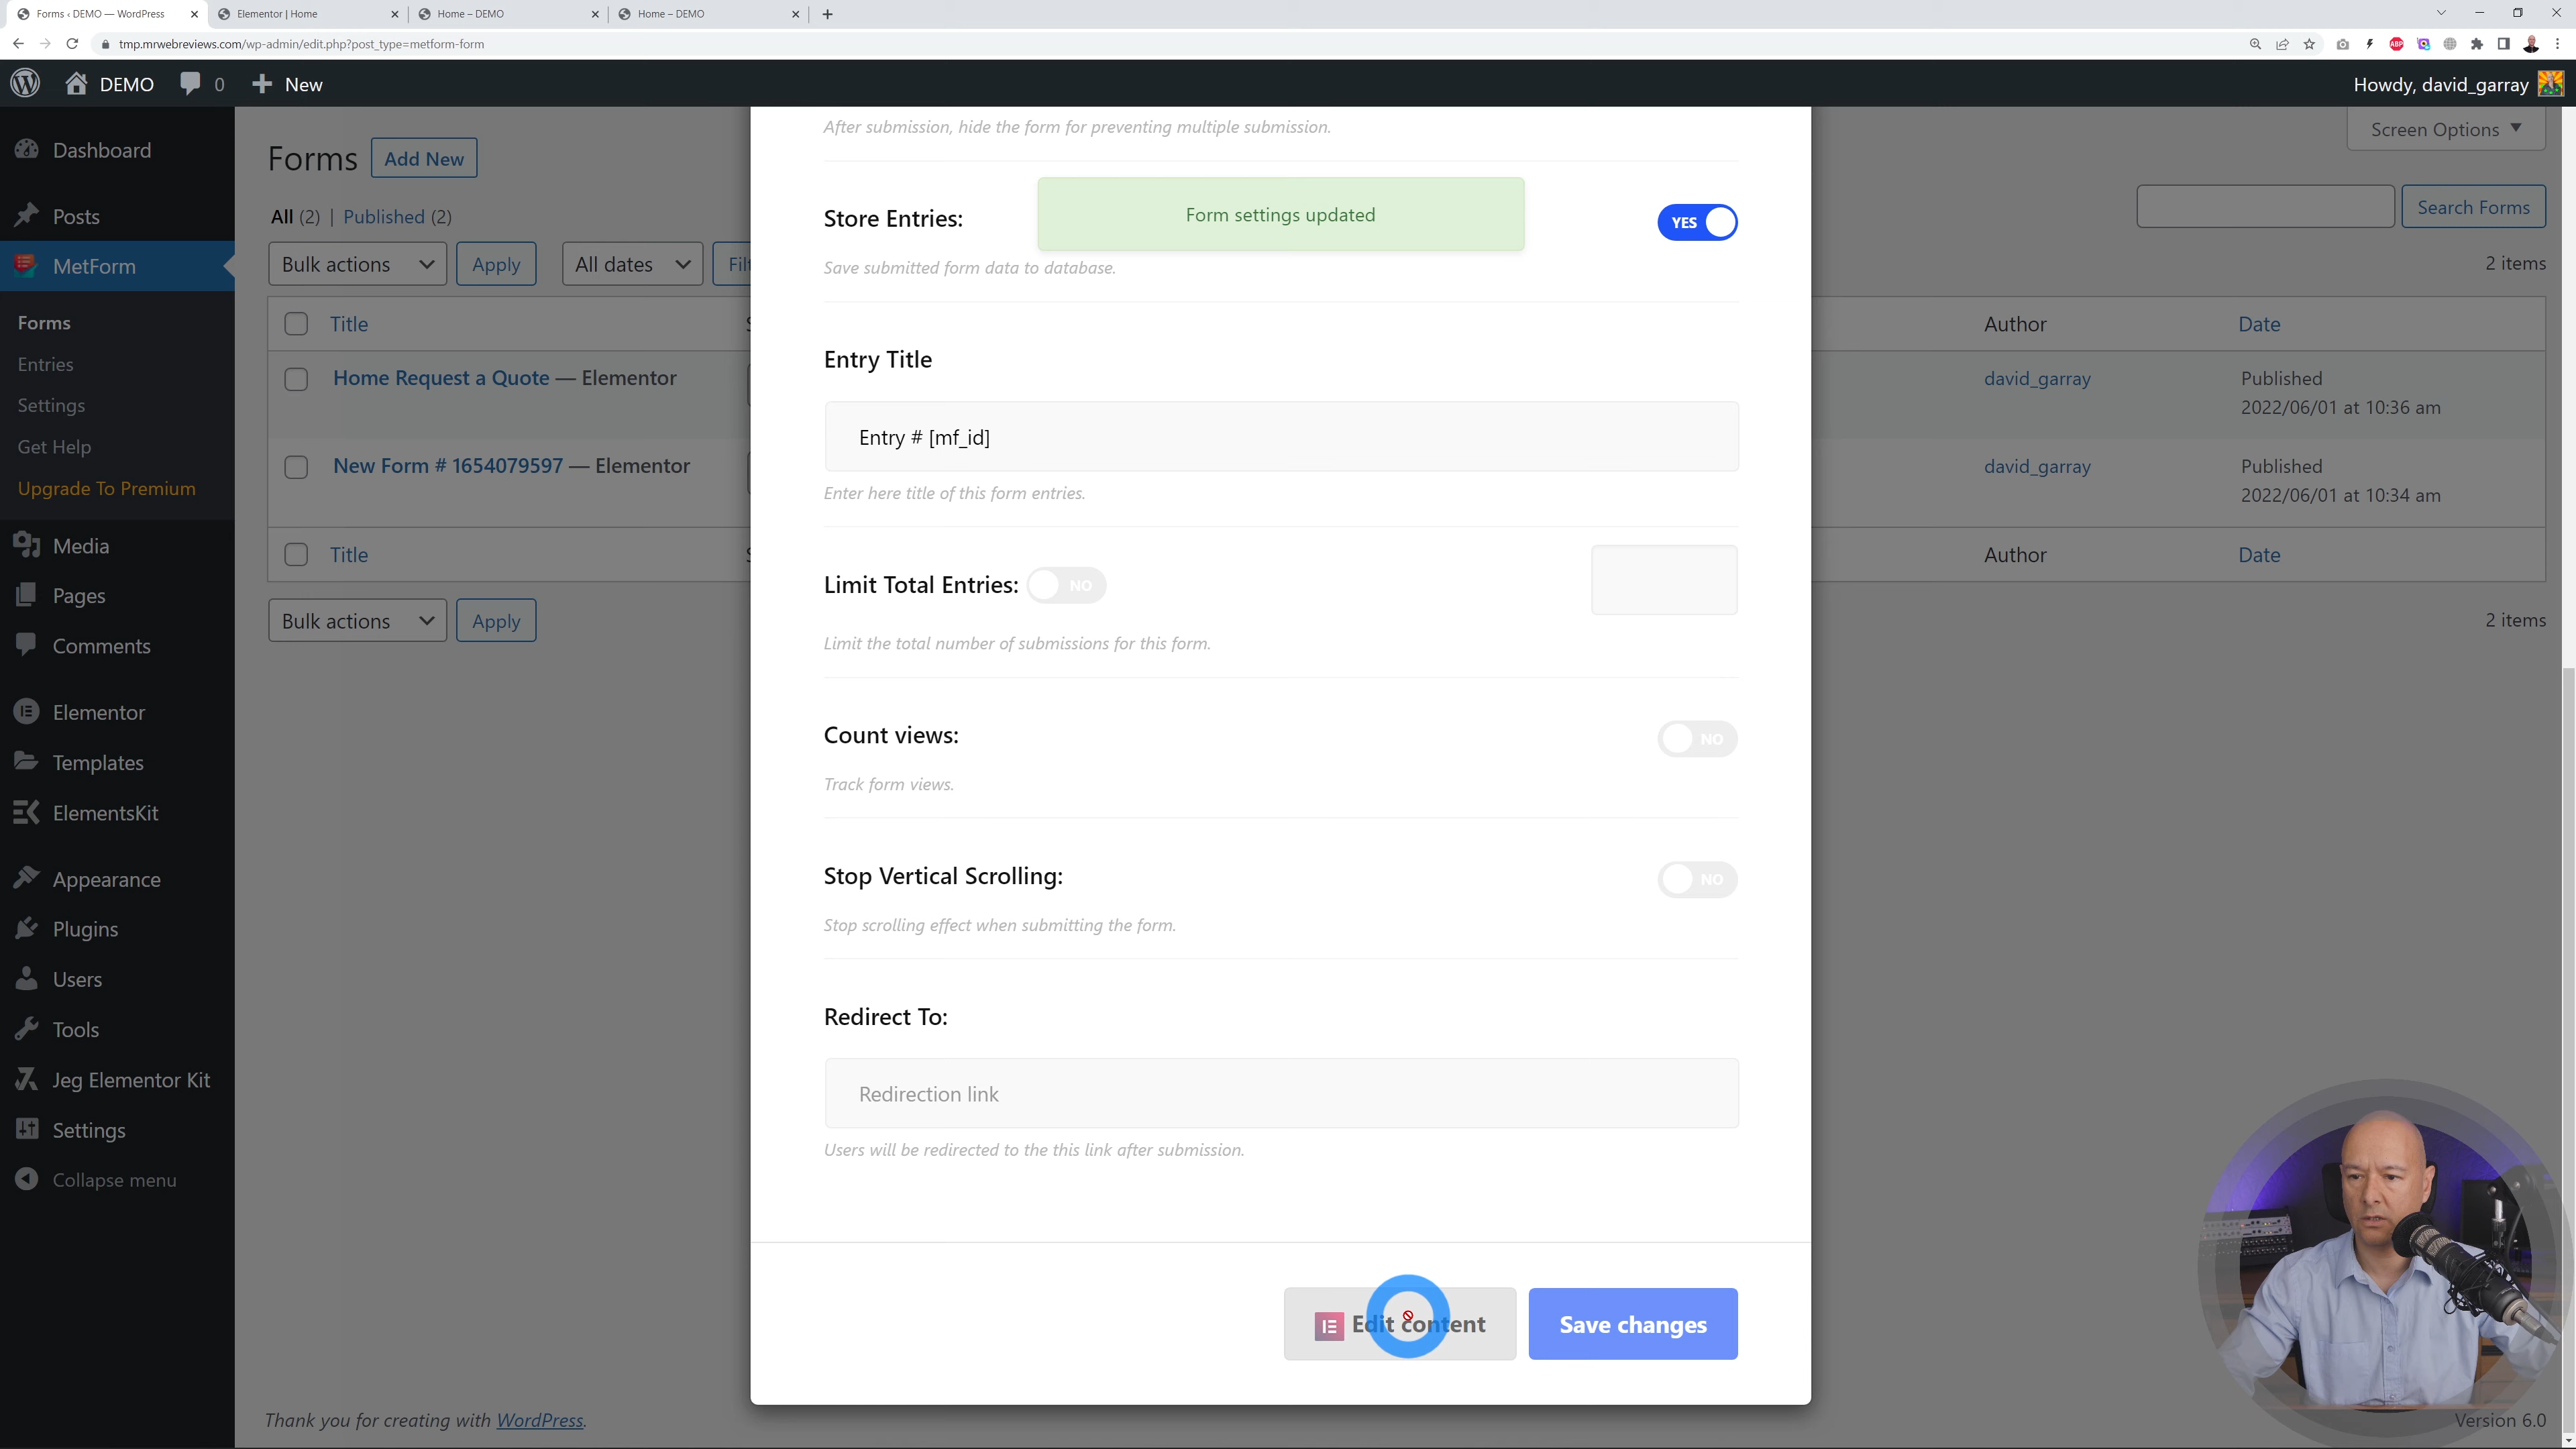 Forms ‹ DEMO — WordPress
Elementor | Home
Home – DEMO
Home – DEMO
tmp.mrwebreviews.com/wp-admin/edit.php?post_type=metform-form
ABP
DEMO
0
New
Howdy, david_garray
Dashboard
Posts
MetForm
Forms
Entries
Settings
Get Help
Upgrade To Premium
Media
Pages
Comments
Elementor
Templates
ElementsKit
Appearance
Plugins
Users
Tools
Jeg Elementor Kit
Settings
Collapse menu
Forms
Add New
Screen Options
All (2) | Published (2)
Search Forms
Bulk actions
Apply
All dates
Filt
2 items
Title
Author
Date
Home Request a Quote — Elementor
david_garray
Published
2022/06/01 at 10:36 am
New Form # 1654079597 — Elementor
david_garray
Published
2022/06/01 at 10:34 am
Title
Author
Date
Bulk actions
Apply
2 items
After submission, hide the form for preventing multiple submission.
Store Entries:
Form settings updated
YES
Save submitted form data to database.
Entry Title
Entry # [mf_id]
Enter here title of this form entries.
Limit Total Entries:
NO
Limit the total number of submissions for this form.
Count views:
NO
Track form views.
Stop Vertical Scrolling:
NO
Stop scrolling effect when submitting the form.
Redirect To:
Redirection link
Users will be redirected to the this link after submission.
Edit content
Save changes
Thank you for creating with WordPress.
Version 6.0